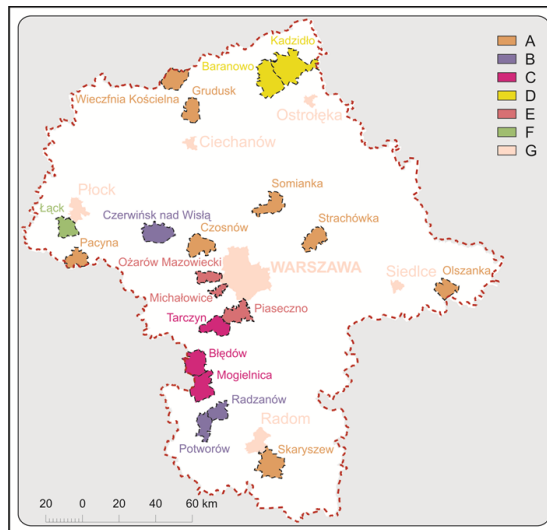 Kadzidło
Baranowo
Wieczfnia Kościelna
Grudusk
Ostrołęka
Ciechanów
A
B
C
D
E
F
G
Płock
Łąck
Czerwińsk nad Wisłą
Somianka
Czosnów
Strachówka
Pacyna
Ożarów Mazowiecki
WARSZAWA
Siedlce
Olszanka
Michałowice
Piaseczno
Tarczyn
Błędów
Mogielnica
Radzanów
Radom
Potworów
Skaryszew
20 0 20 40 60 km